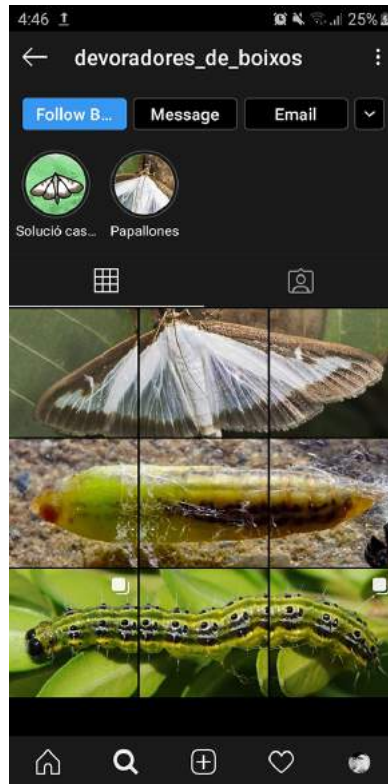 4:46 25%
devoradores_de_boixos
Follow B... Message Email
Solució cas... Papallones